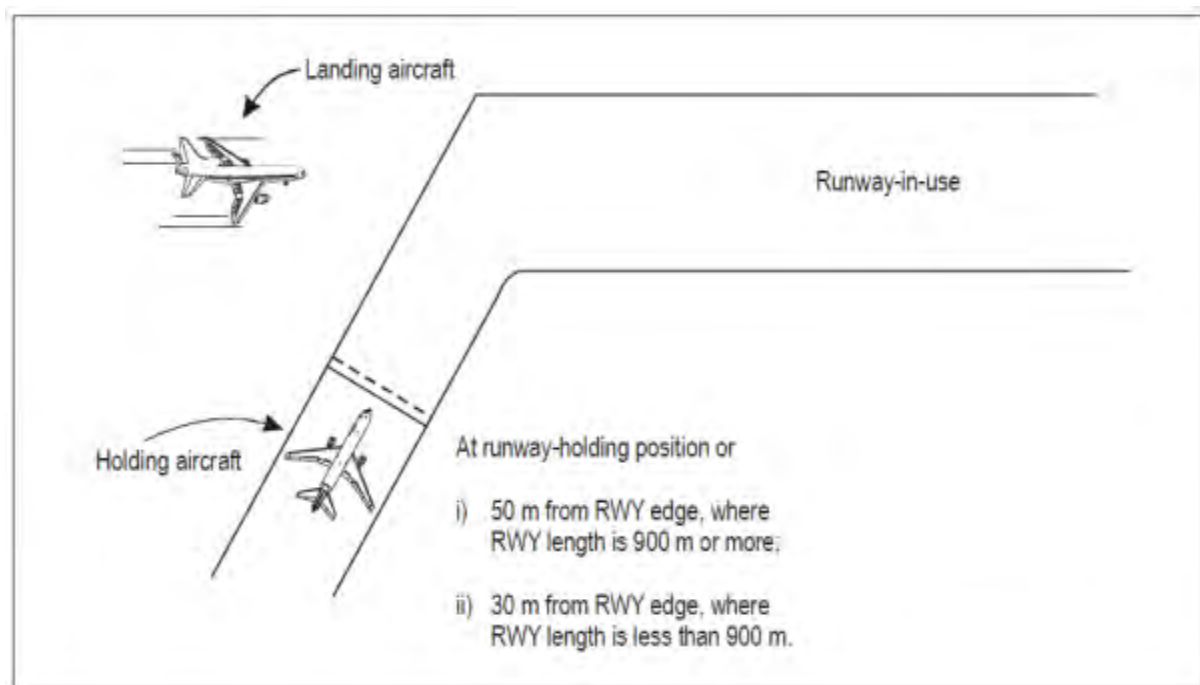 Landing aircraft
Runway-in-use
Holding aircraft
At runway-holding position or
i) 50 m from RWY edge, where
RWY length is 900 m or more.
ii) 30 m from RWY edge, where
RWY length is less than 900 m.